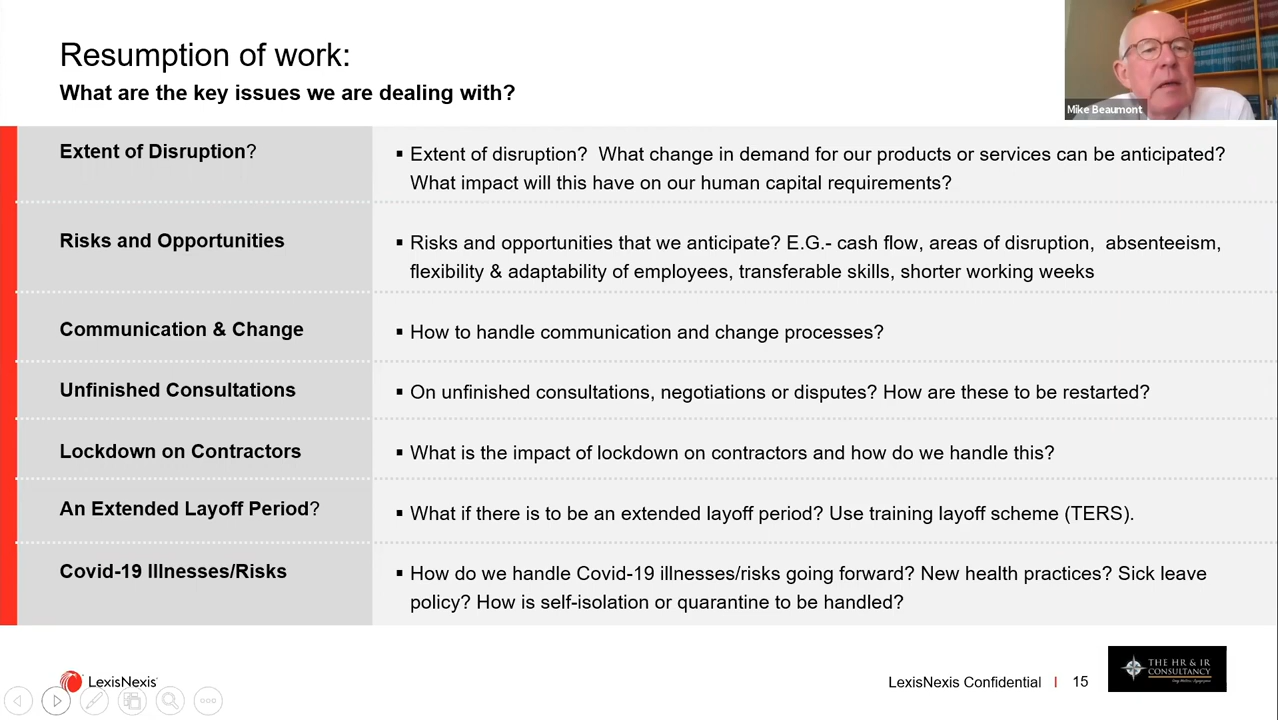 Resumption of work:
What are the key issues we are dealing with?
Mike Beaumont
Extent of Disruption?
▪ Extent of disruption?  What change in demand for our products or services can be anticipated?
What impact will this have on our human capital requirements?
Risks and Opportunities
▪ Risks and opportunities that we anticipate? E.G.- cash flow, areas of disruption,  absenteeism,
flexibility & adaptability of employees, transferable skills, shorter working weeks
Communication & Change
▪ How to handle communication and change processes?
Unfinished Consultations
▪ On unfinished consultations, negotiations or disputes? How are these to be restarted?
Lockdown on Contractors
▪ What is the impact of lockdown on contractors and how do we handle this?
An Extended Layoff Period?
▪ What if there is to be an extended layoff period? Use training layoff scheme (TERS).
Covid-19 Illnesses/Risks
▪ How do we handle Covid-19 illnesses/risks going forward? New health practices? Sick leave
policy? How is self-isolation or quarantine to be handled?
LexisNexis
LexisNexis Confidential | 15
THE HR & IR
CONSULTANCY